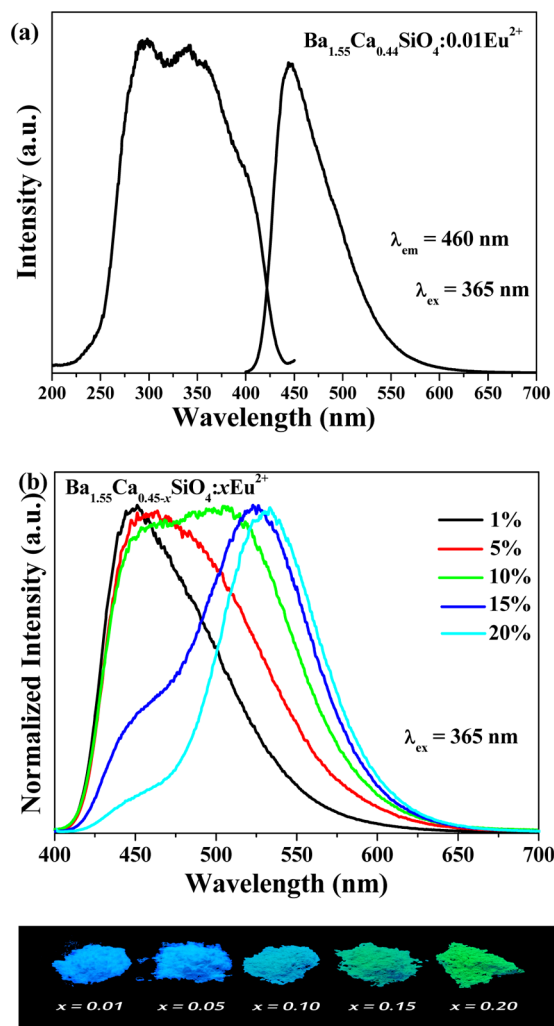 (a)
Ba1.55Ca0.44SiO4:0.01Eu2+
Intensity (a.u.)
λem = 460 nm
λex = 365 nm
200 250 300 350 400 450 500 550 600 650 700
Wavelength (nm)
(b)
Ba1.55Ca0.45-xSiO4:xEu2+
Normalized Intensity (a.u.)
1%
5%
10%
15%
20%
λex = 365 nm
400 450 500 550 600 650 700
Wavelength (nm)
x = 0.01 x = 0.05 x = 0.10 x = 0.15 x = 0.20